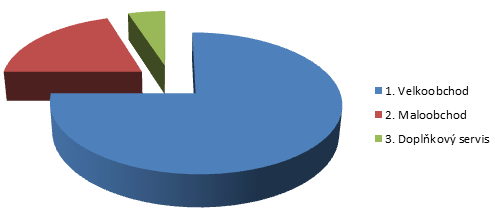 1. Velkoobchod
2. Maloobchod
3. Doplňkový servis